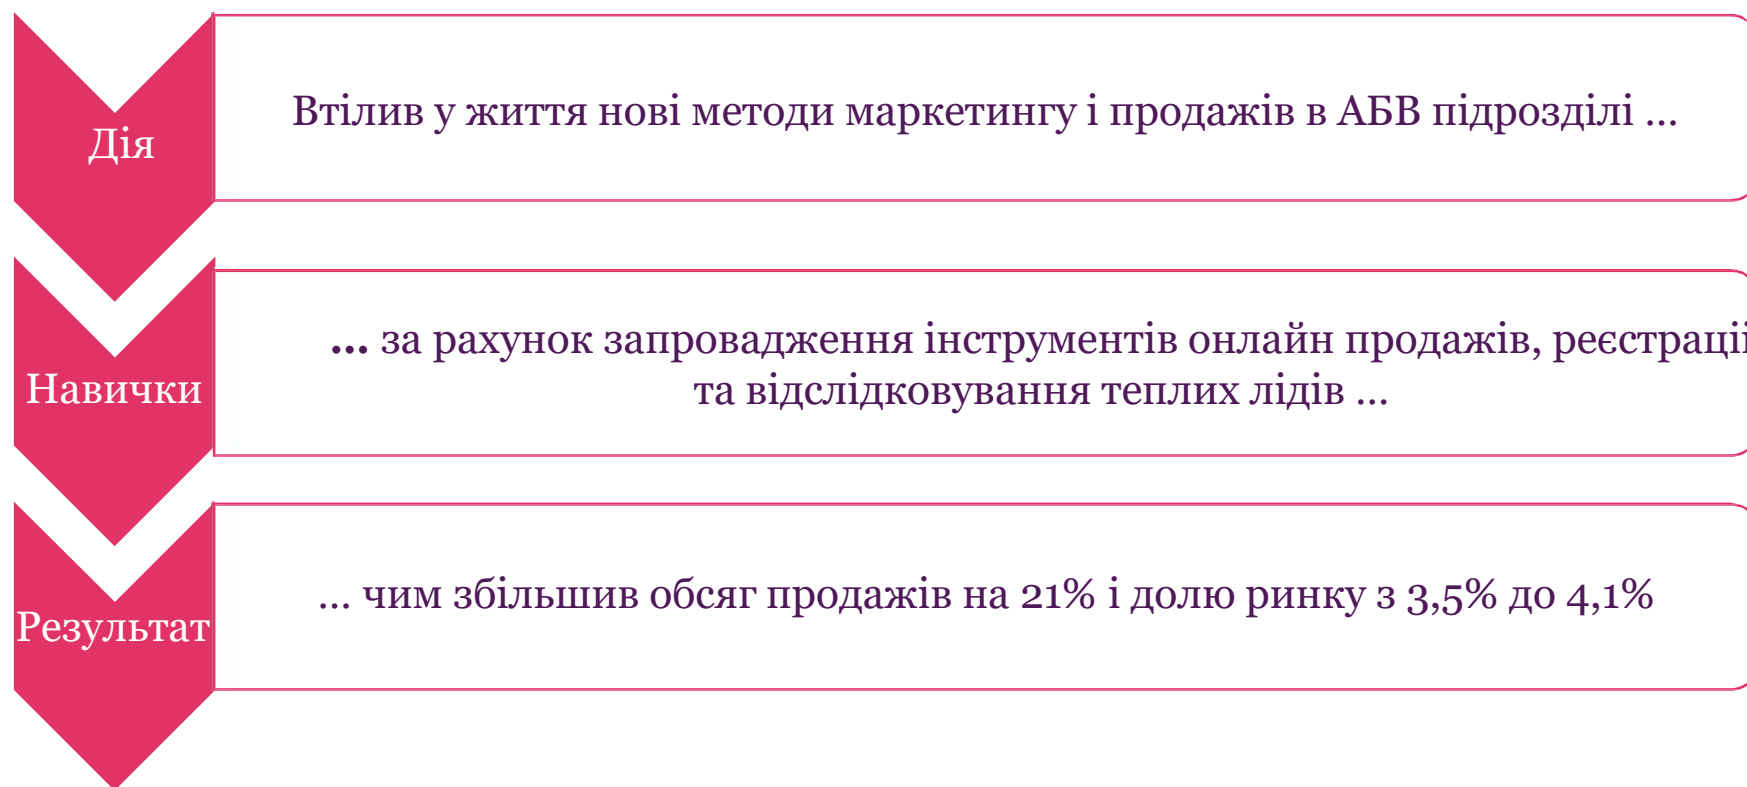 Дія
Втілив у життя нові методи маркетингу і продажів в АБВ підрозділі ...
Навички
... за рахунок запровадження інструментів онлайн продажів, реєстрації
та відслідковування теплих лідів ...
Результат
... чим збільшив обсяг продажів на 21% і долю ринку з 3,5% до 4,1%